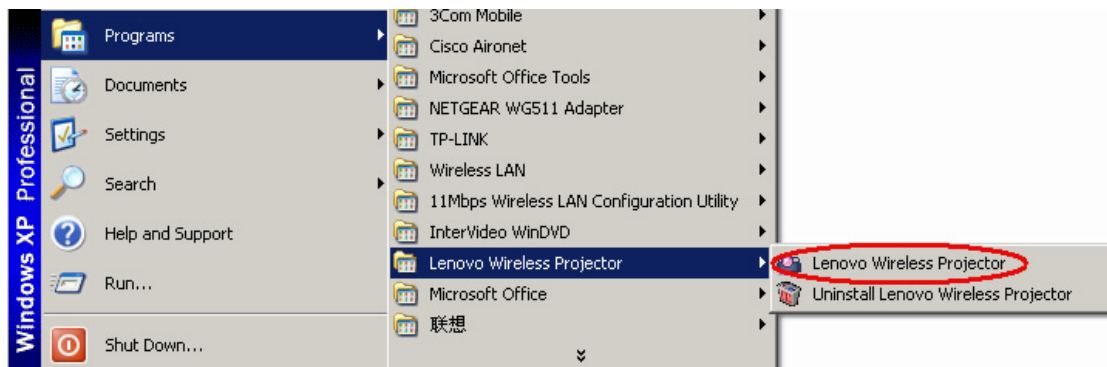 Windows XP Professional
Programs
Documents
Settings
Search
Help and Support
Run...
Shut Down...
3Com Mobile
Cisco Aironet
Microsoft Office Tools
NETGEAR WG511 Adapter
TP-LINK
Wireless LAN
11Mbps Wireless LAN Configuration Utility
InterVideo WinDVD
Lenovo Wireless Projector
Microsoft Office
联想
Lenovo Wireless Projector
Uninstall Lenovo Wireless Projector